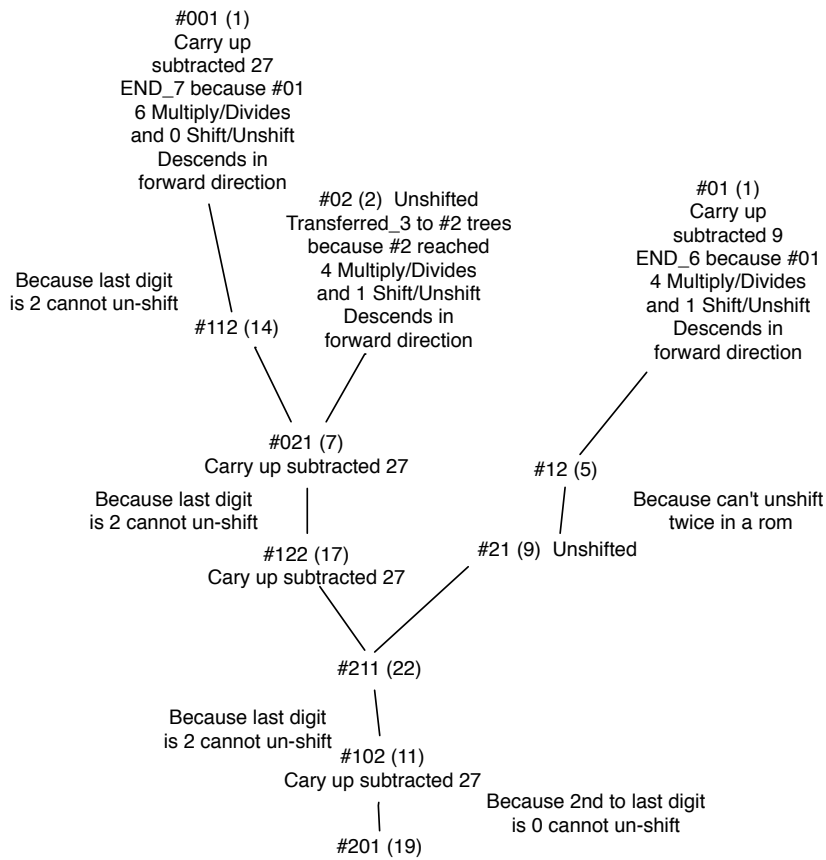 #001 (1)
Carry up
subtracted 27
END_7 because #01
6 Multiply/Divides
and 0 Shift/Unshift
Descends in
forward direction
#02 (2)  Unshifted
Transferred_3 to #2 trees
because #2 reached
4 Multiply/Divides
and 1 Shift/Unshift
Descends in
forward direction
#01 (1)
Carry up
subtracted 9
END_6 because #01
4 Multiply/Divides
and 1 Shift/Unshift
Descends in
forward direction
Because last digit
is 2 cannot un-shift
#112 (14)
#021 (7)
Carry up subtracted 27
#12 (5)
Because last digit
is 2 cannot un-shift
Because can't unshift
twice in a rom
#122 (17)
Cary up subtracted 27
#21 (9)  Unshifted
#211 (22)
Because last digit
is 2 cannot un-shift
#102 (11)
Cary up subtracted 27
Because 2nd to last digit
is 0 cannot un-shift
#201 (19)